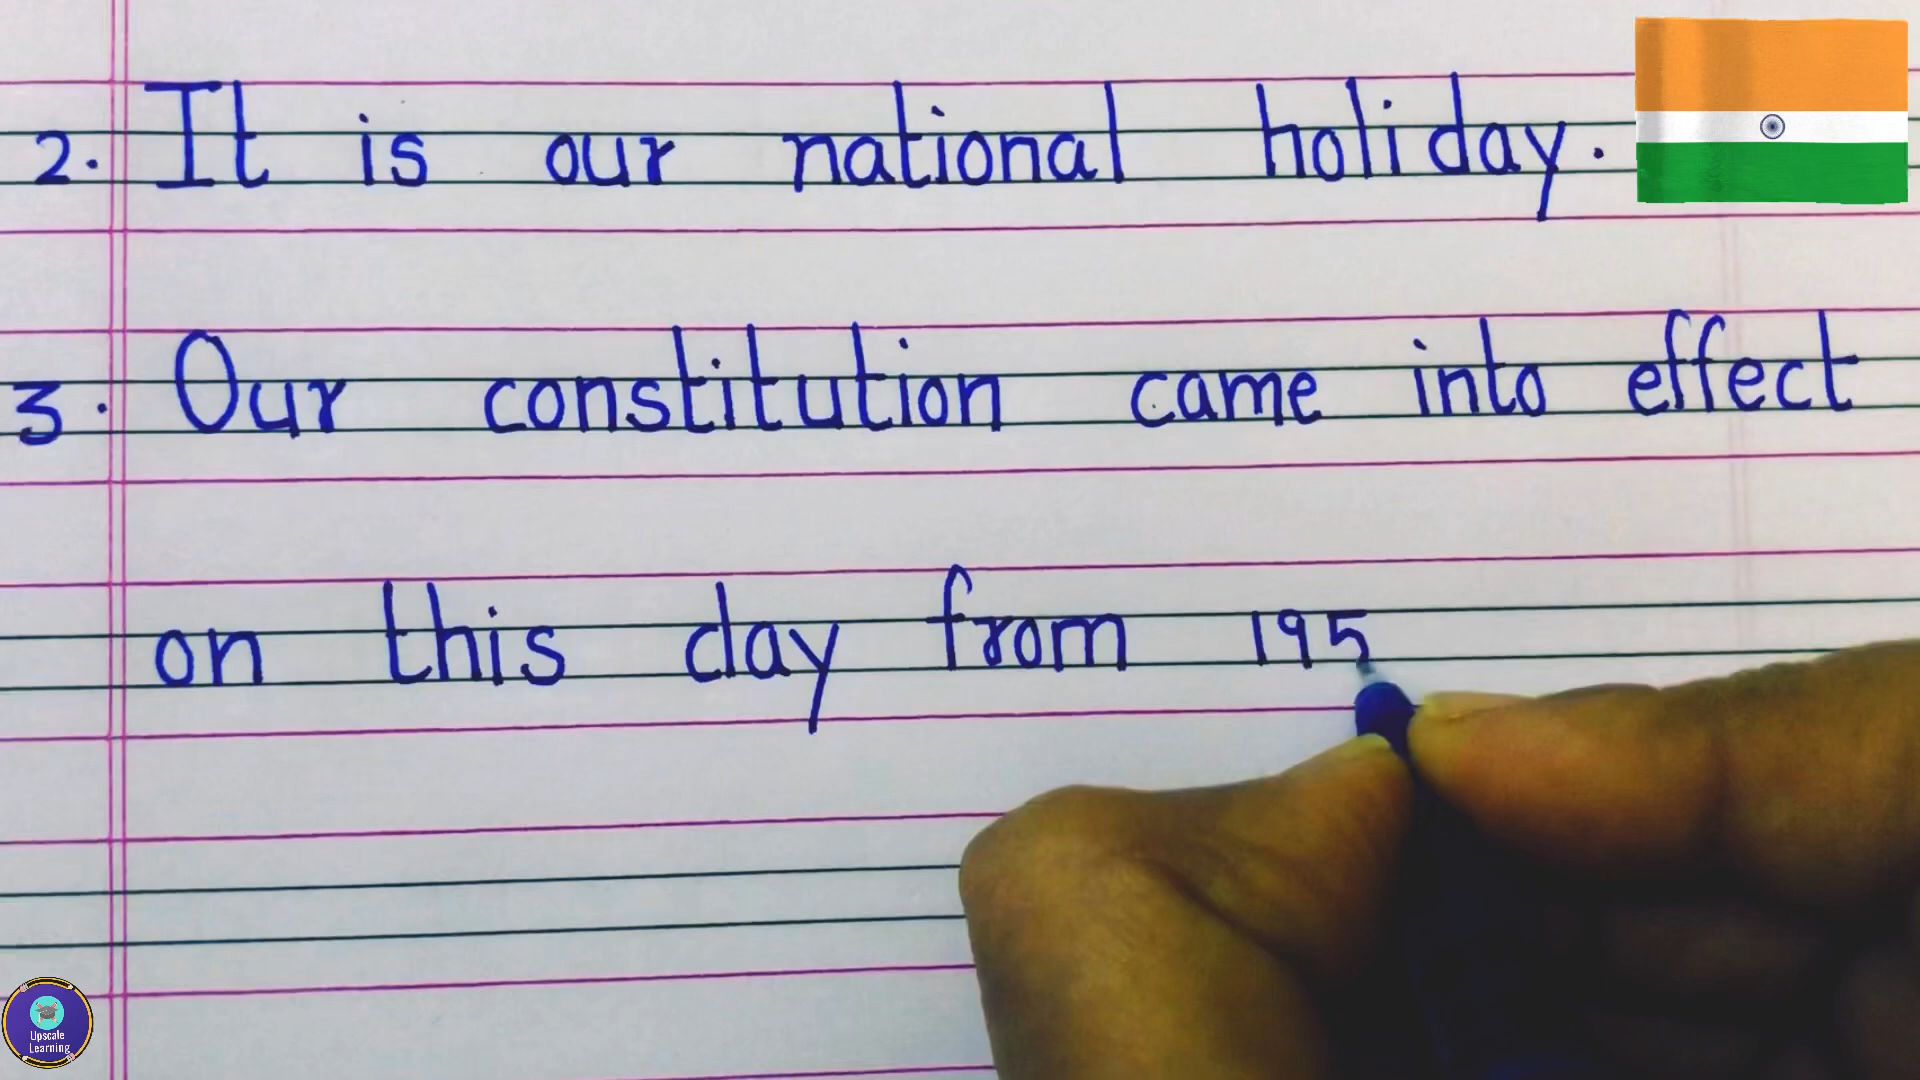 2. It is our national holiday.
3. Our constitution came into effect
on this day from 195
Upscale
Learning